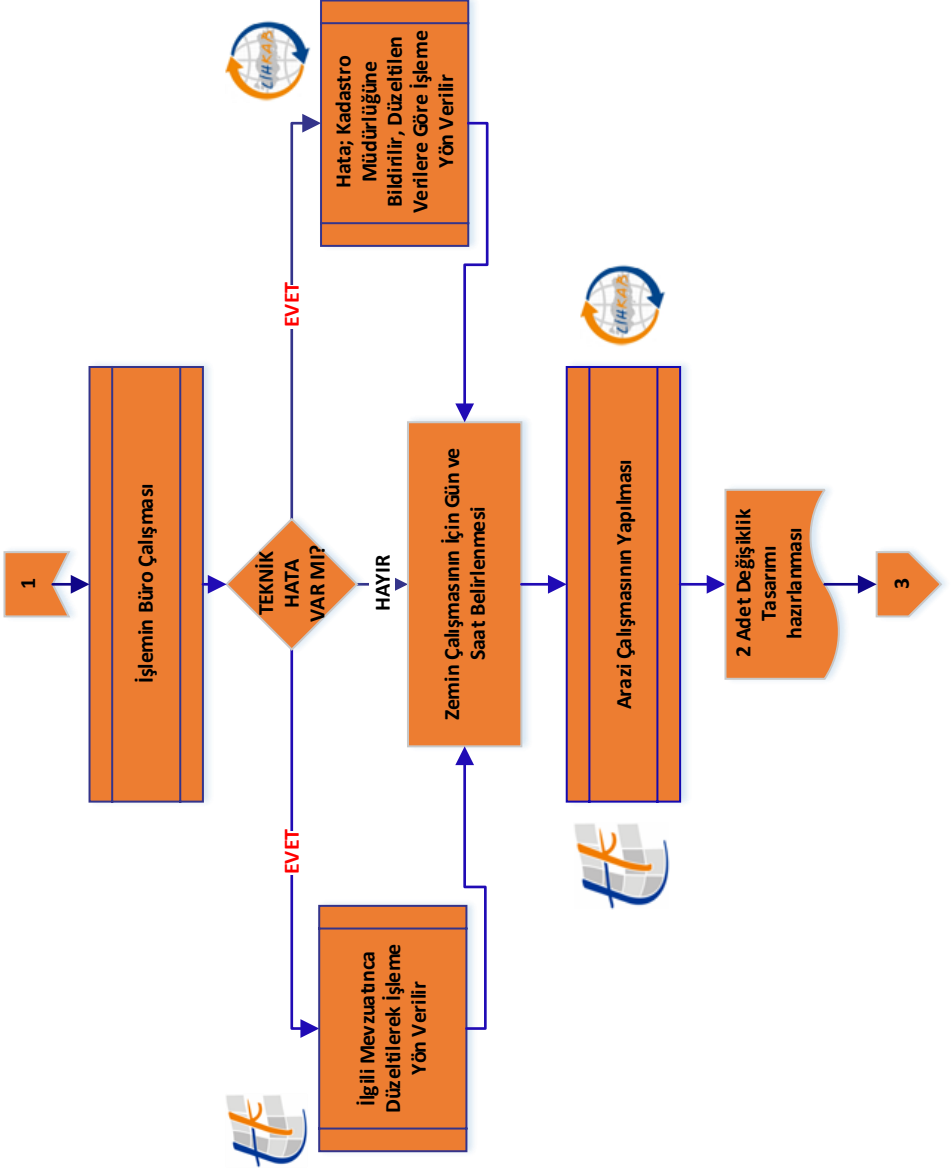 1
İşlemin Büro Çalışması
TEKNİK
HATA
VAR MI?
EVET
EVET
HAYIR
İlgili Mevzuatınca
Düzeltilerek İşleme
Yön Verilir
Hata; Kadastro
Müdürlüğüne
Bildirilir, Düzeltilen
Verilere Göre İşleme
Yön Verilir
LİHKAB
Zemin Çalışmasının İçin Gün ve
Saat Belirlenmesi
Arazi Çalışmasının Yapılması
LİHKAB
2 Adet Değişiklik
Tasarımı
hazırlanması
3